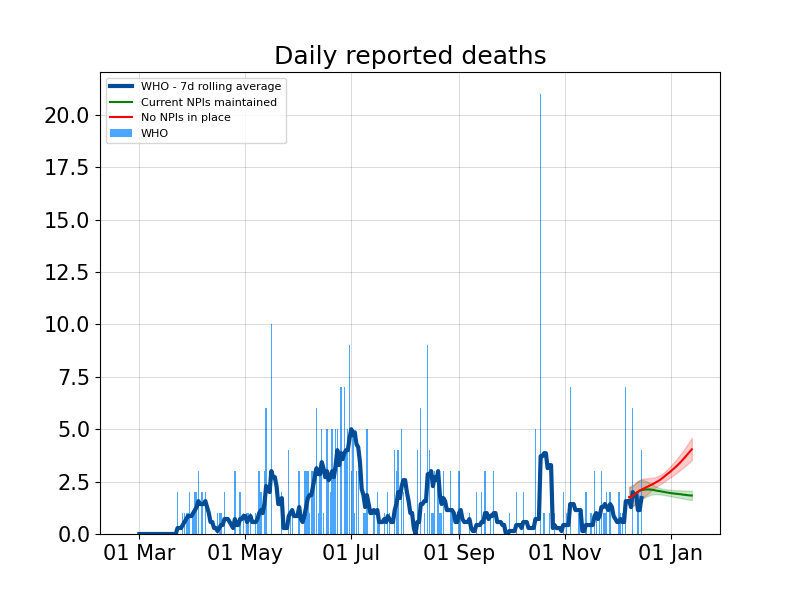 Daily reported deaths
WHO - 7d rolling average
Current NPIs maintained
No NPIs in place
WHO
20.0
17.5
15.0
12.5
10.0
7.5
5.0
2.5
0.0
01 Mar 01 May 01 Jul 01 Sep 01 Nov 01 Jan